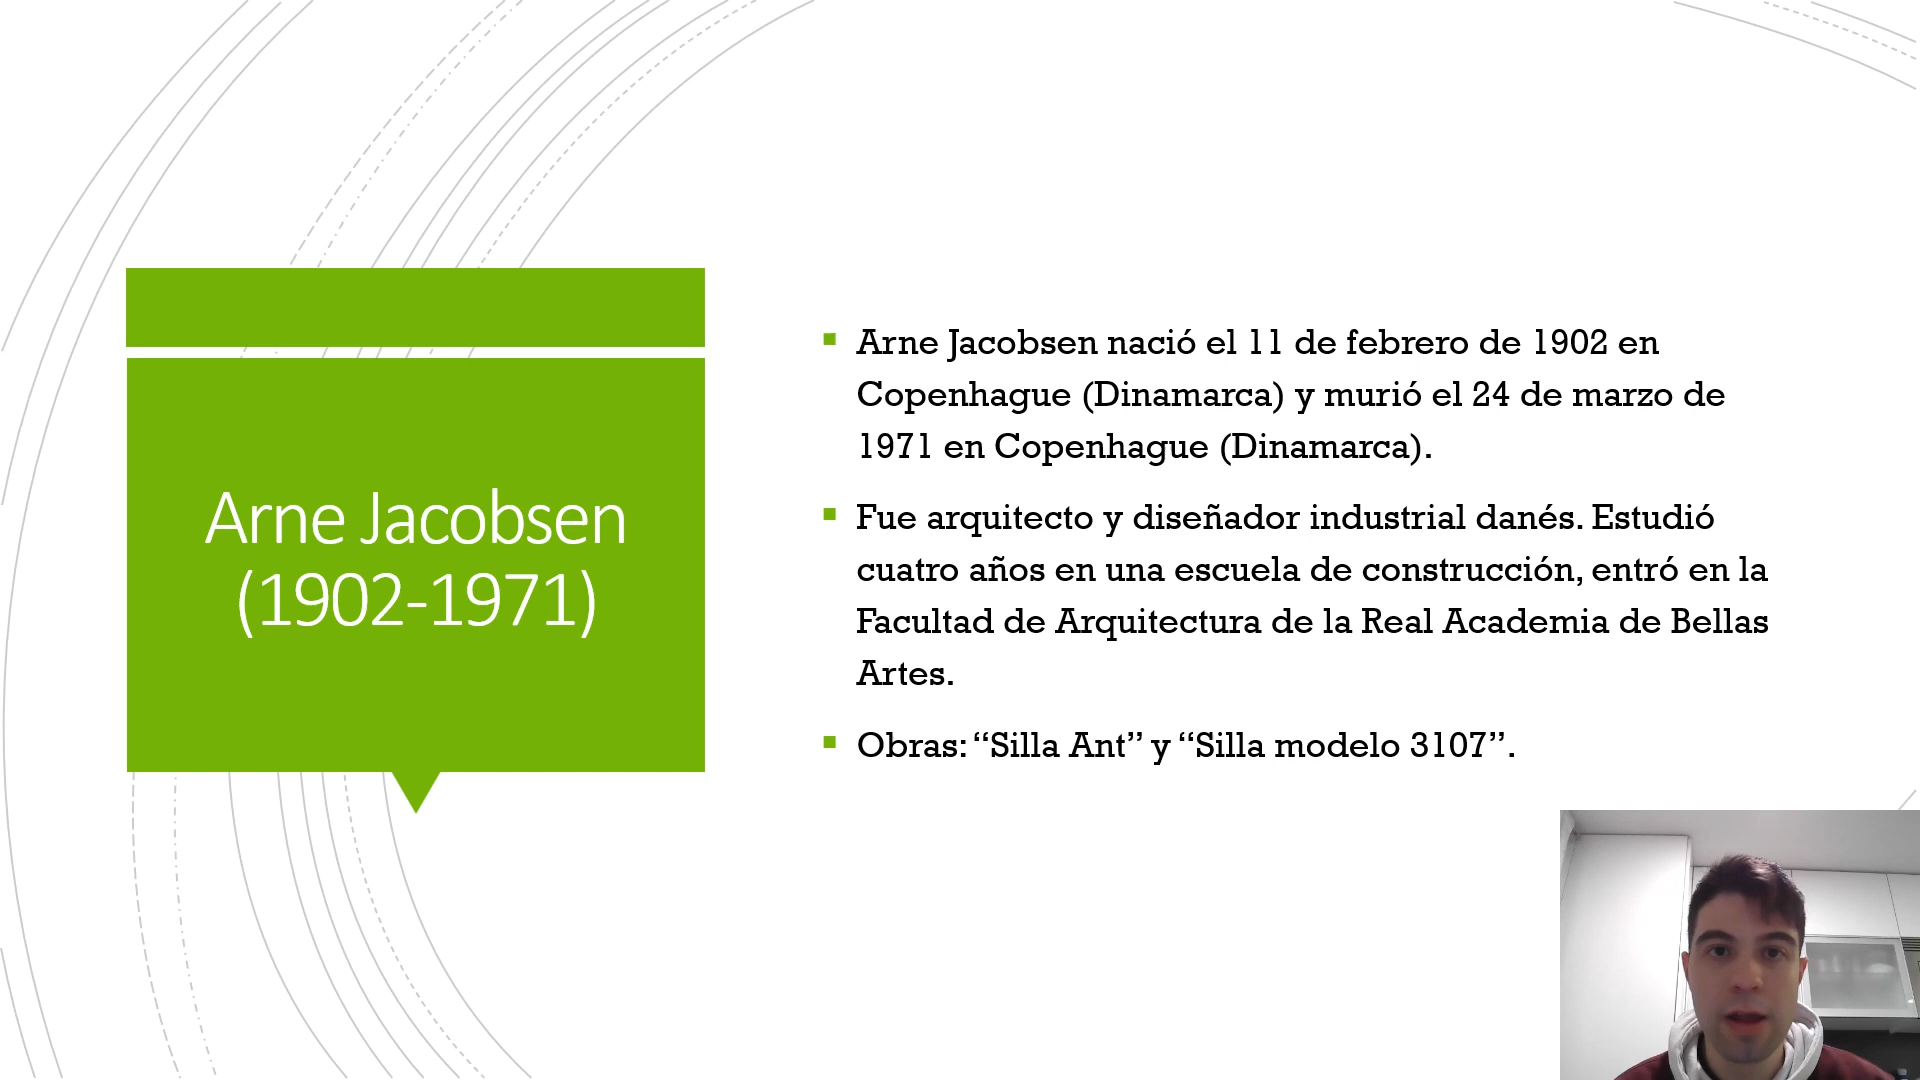 Arne Jacobsen
(1902-1971)
Arne Jacobsen nació el 11 de febrero de 1902 en
Copenhague (Dinamarca) y murió el 24 de marzo de
1971 en Copenhague (Dinamarca).
Fue arquitecto y diseñador industrial danés. Estudió
cuatro años en una escuela de construcción, entró en la
Facultad de Arquitectura de la Real Academia de Bellas
Artes.
Obras: “Silla Ant” y “Silla modelo 3107”.